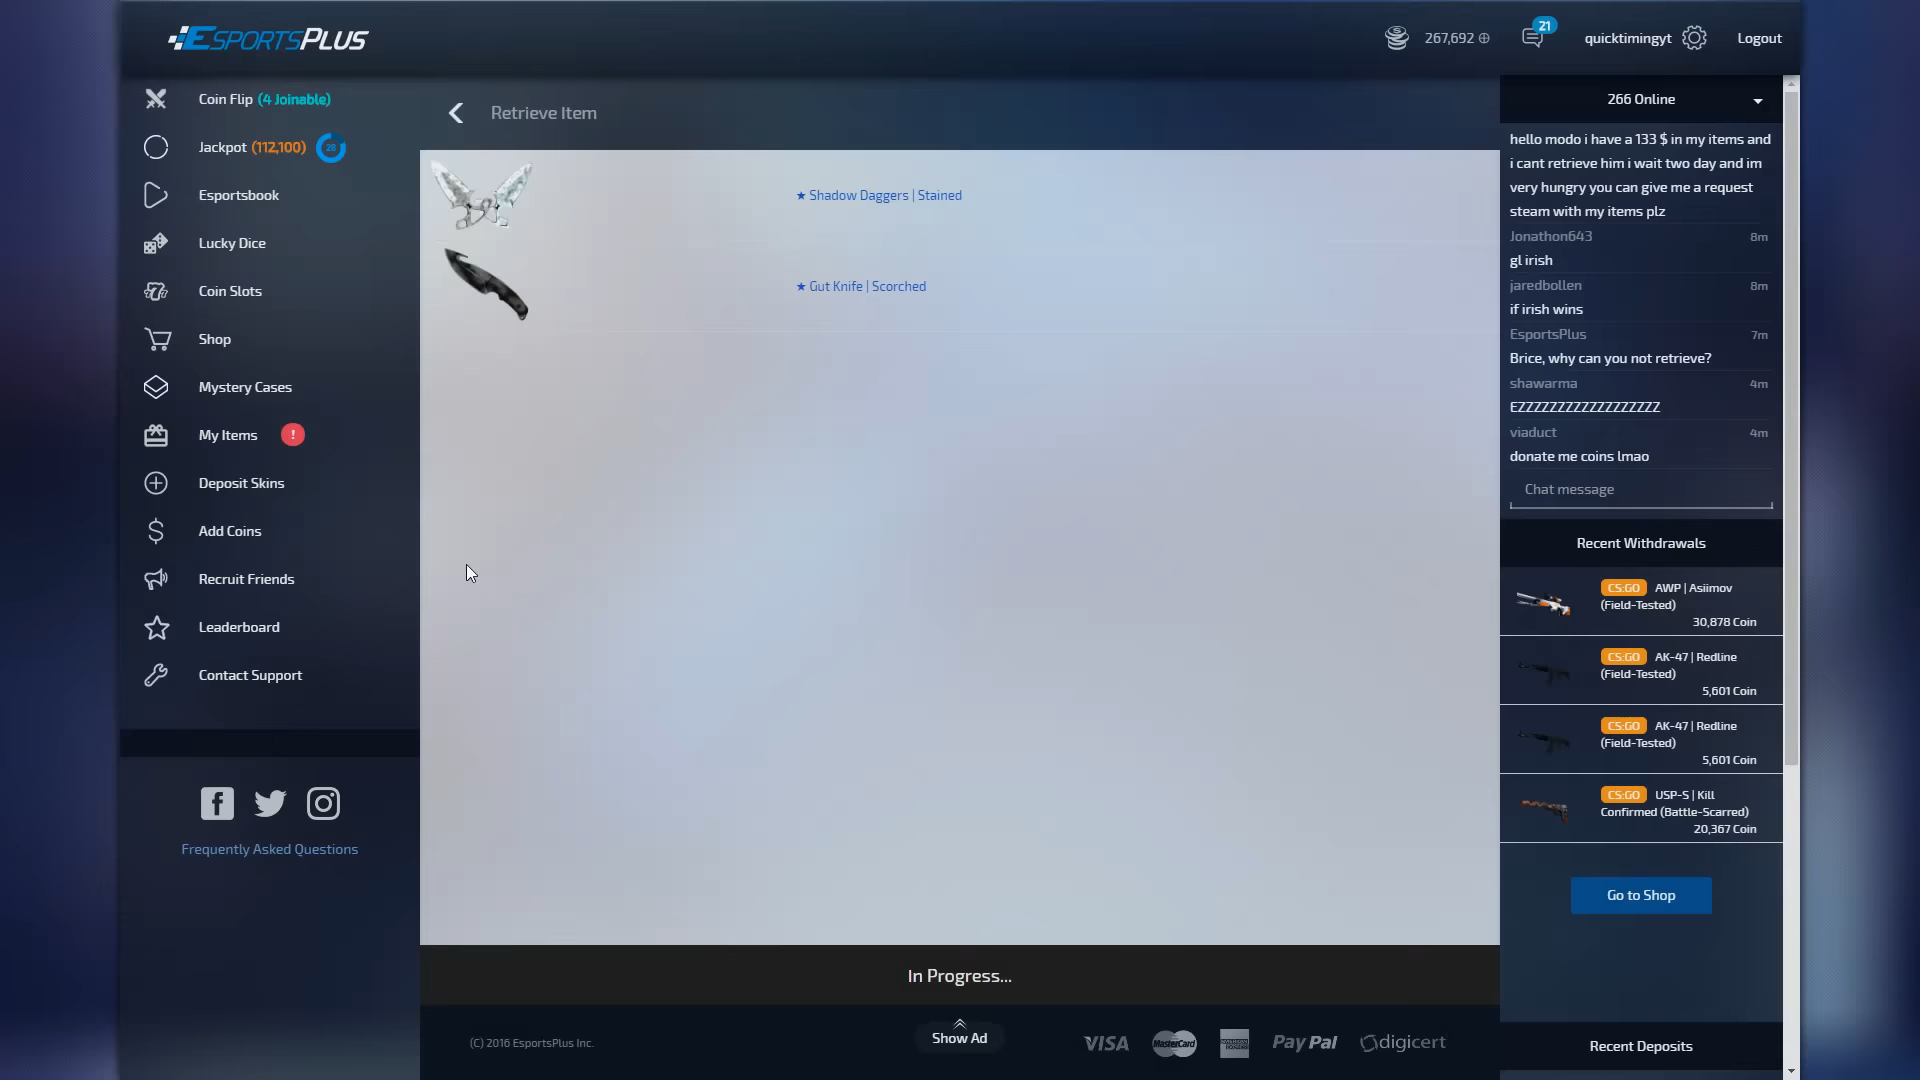 ESPORTSPLUS
267,692
21
quicktimingyt
Logout
Coin Flip (4 Joinable)
Jackpot (112,100) 28
Esportsbook
Lucky Dice
Coin Slots
Shop
Mystery Cases
My Items !
Deposit Skins
Add Coins
Recruit Friends
Leaderboard
Contact Support
Frequently Asked Questions
Retrieve Item
★ Shadow Daggers | Stained
★ Gut Knife | Scorched
In Progress...
(C) 2016 EsportsPlus Inc.
Show Ad
VISA MasterCard AMERICAN EXPRESS PayPal digicert
266 Online
hello modo i have a 133 $ in my items and
i cant retrieve him i wait two day and im
very hungry you can give me a request
steam with my items plz
Jonathon643 8m
gl irish
jaredbollen 8m
if irish wins
EsportsPlus 7m
Brice, why can you not retrieve?
shawarma 4m
EZZZZZZZZZZZZZZZZZZ
viaduct 4m
donate me coins lmao
Chat message
Recent Withdrawals
CS:GO AWP | Asiimov
(Field-Tested)
30,878 Coin
CS:GO AK-47 | Redline
(Field-Tested)
5,601 Coin
CS:GO AK-47 | Redline
(Field-Tested)
5,601 Coin
CS:GO USP-S | Kill
Confirmed (Battle-Scarred)
20,367 Coin
Go to Shop
Recent Deposits